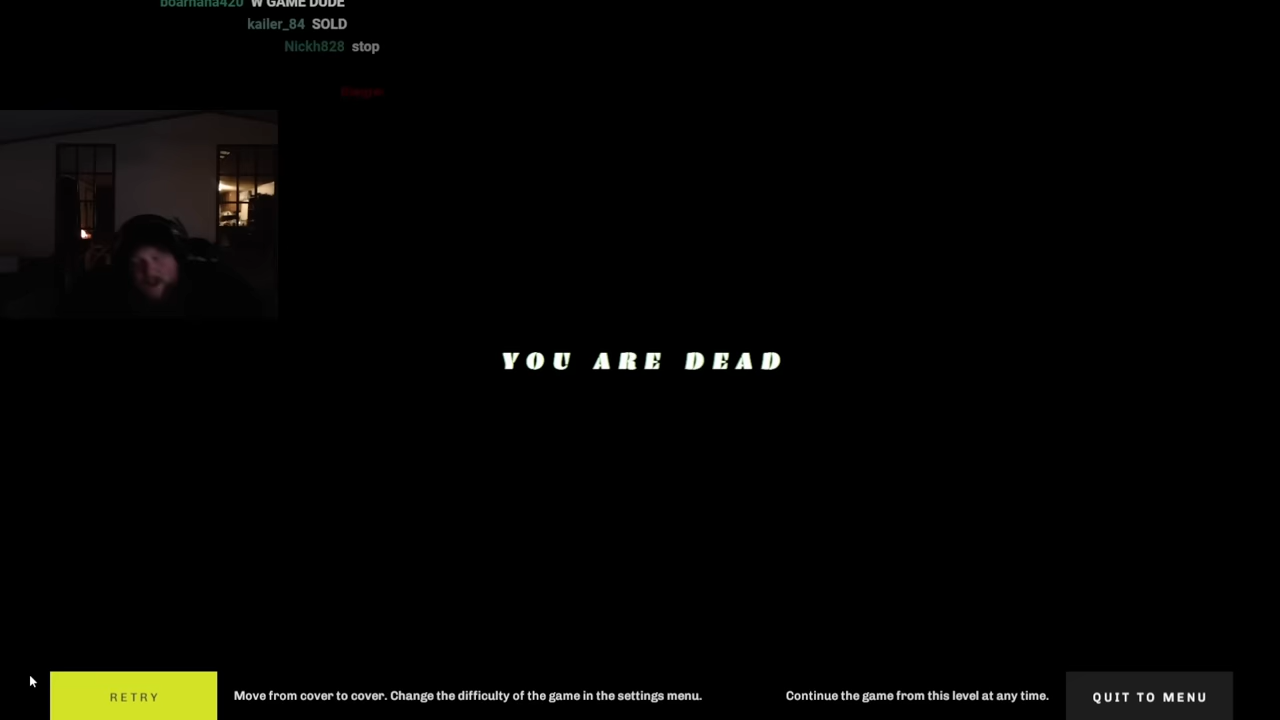 boarhaha420 W GAME DUDE
kailer_84 SOLD
Nickh828 stop
YOU ARE DEAD
RETRY
Move from cover to cover. Change the difficulty of the game in the settings menu.
Continue the game from this level at any time.
QUIT TO MENU